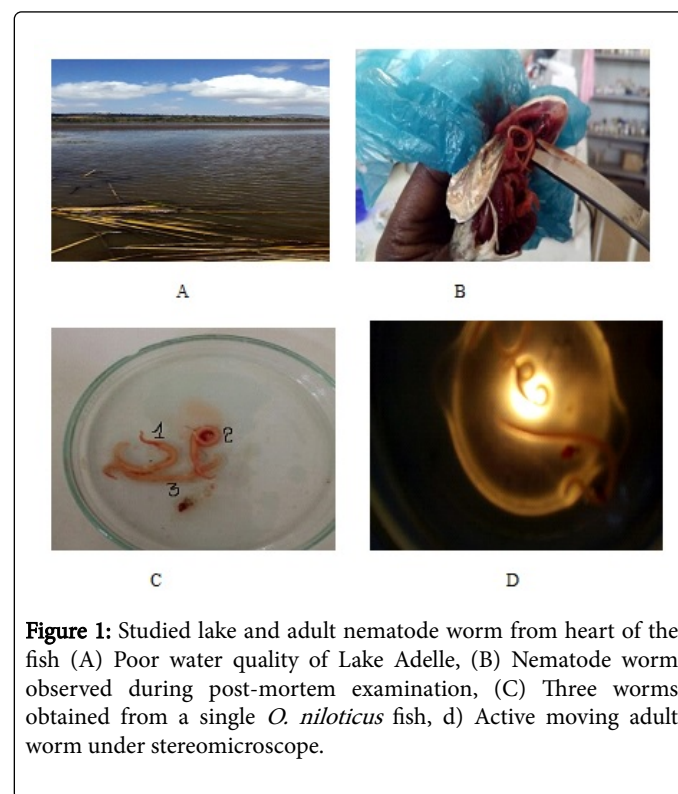 A
B
1
2
3
C
D
Figure 1: Studied lake and adult nematode worm from heart of the
fish (A) Poor water quality of Lake Adelle, (B) Nematode worm
observed during post-mortem examination, (C) Three worms
obtained from a single O. niloticus fish, d) Active moving adult
worm under stereomicroscope.